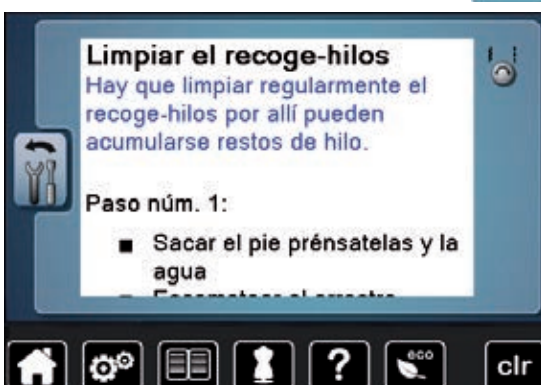 Limpiar el recoge-hilos
Hay que limpiar regularmente el
recoge-hilos por allí pueden
acumularse restos de hilo.
Paso núm. 1:
■ Sacar el pie prénsatelas y la
agua
?
eco
clr